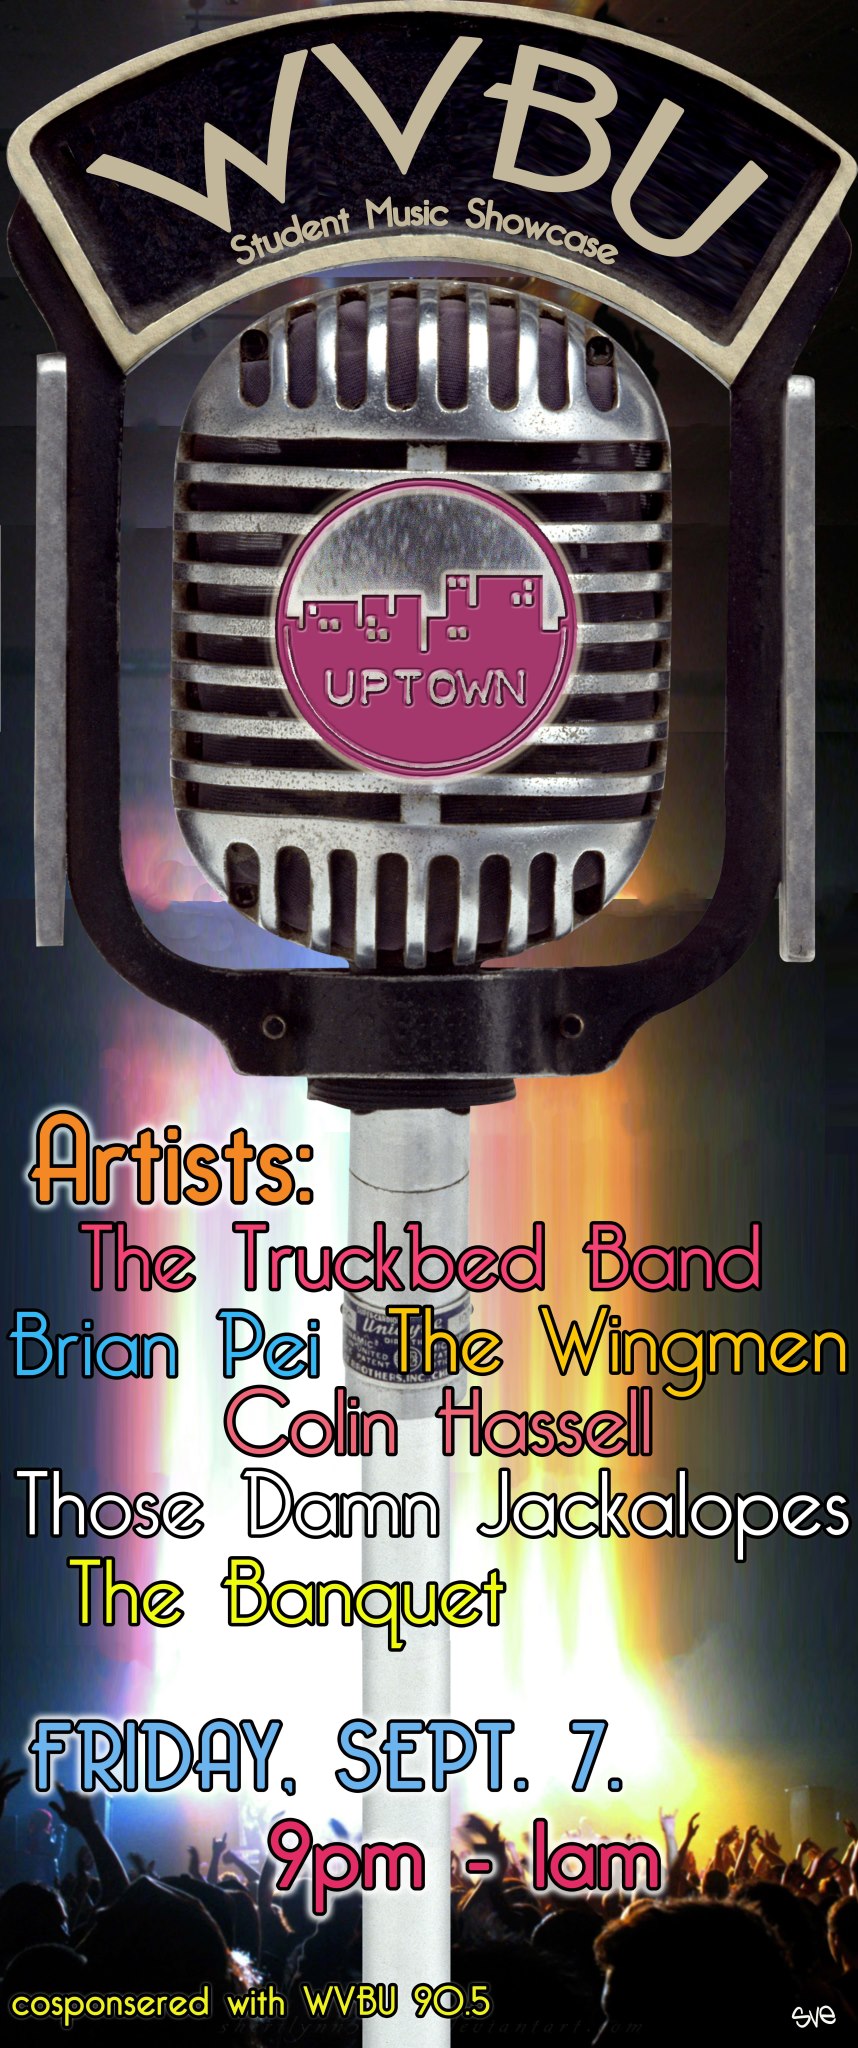 WVBU
Student Music Showcase
UPTOWN
Artists:
The Truckbed Band
Brian Pei The Wingmen
Colin Hassell
Those Damn Jackalopes
The Banquet
FRIDAY, SEPT. 7.
9pm - 1am
cosponsered with WVBU 90.5
sve